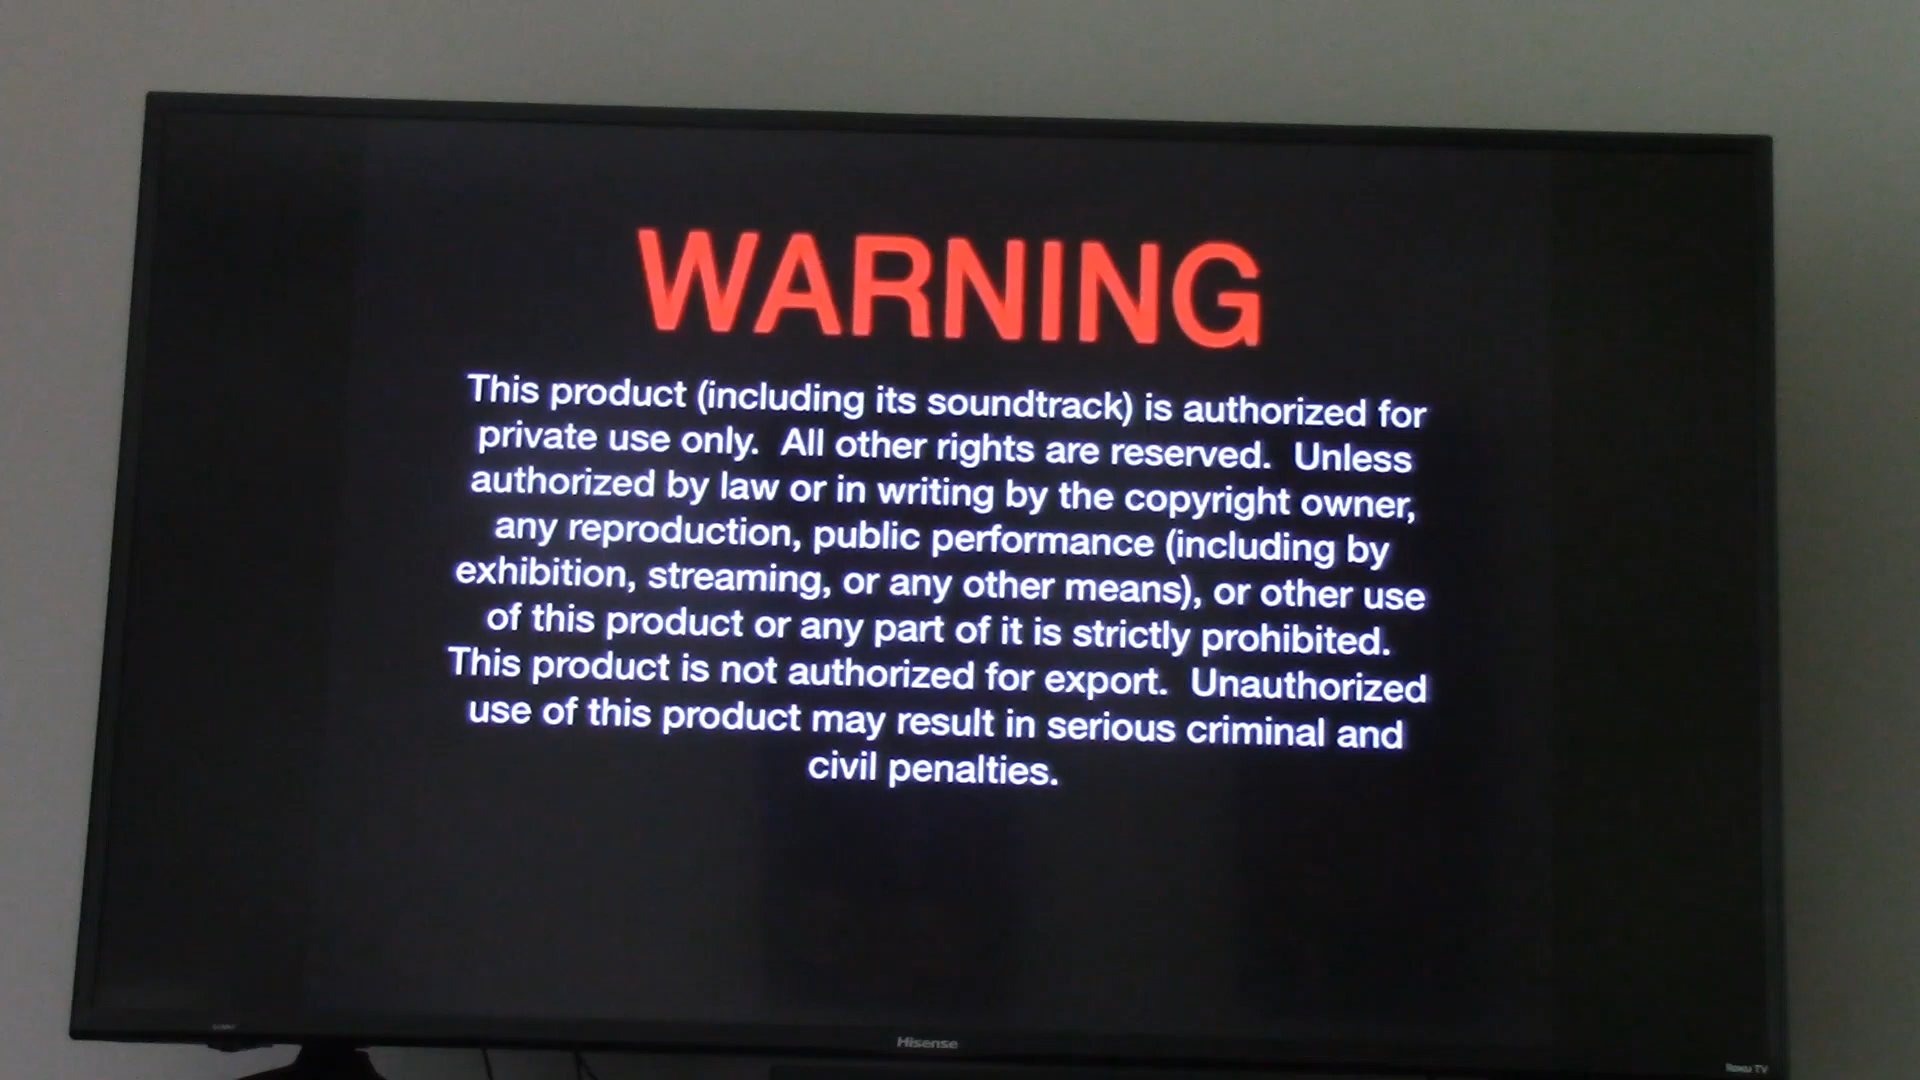 WARNING
This product (including its soundtrack) is authorized for
private use only.  All other rights are reserved.  Unless
authorized by law or in writing by the copyright owner,
any reproduction, public performance (including by
exhibition, streaming, or any other means), or other use
of this product or any part of it is strictly prohibited.
This product is not authorized for export.  Unauthorized
use of this product may result in serious criminal and
civil penalties.
Hisense
Roku TV